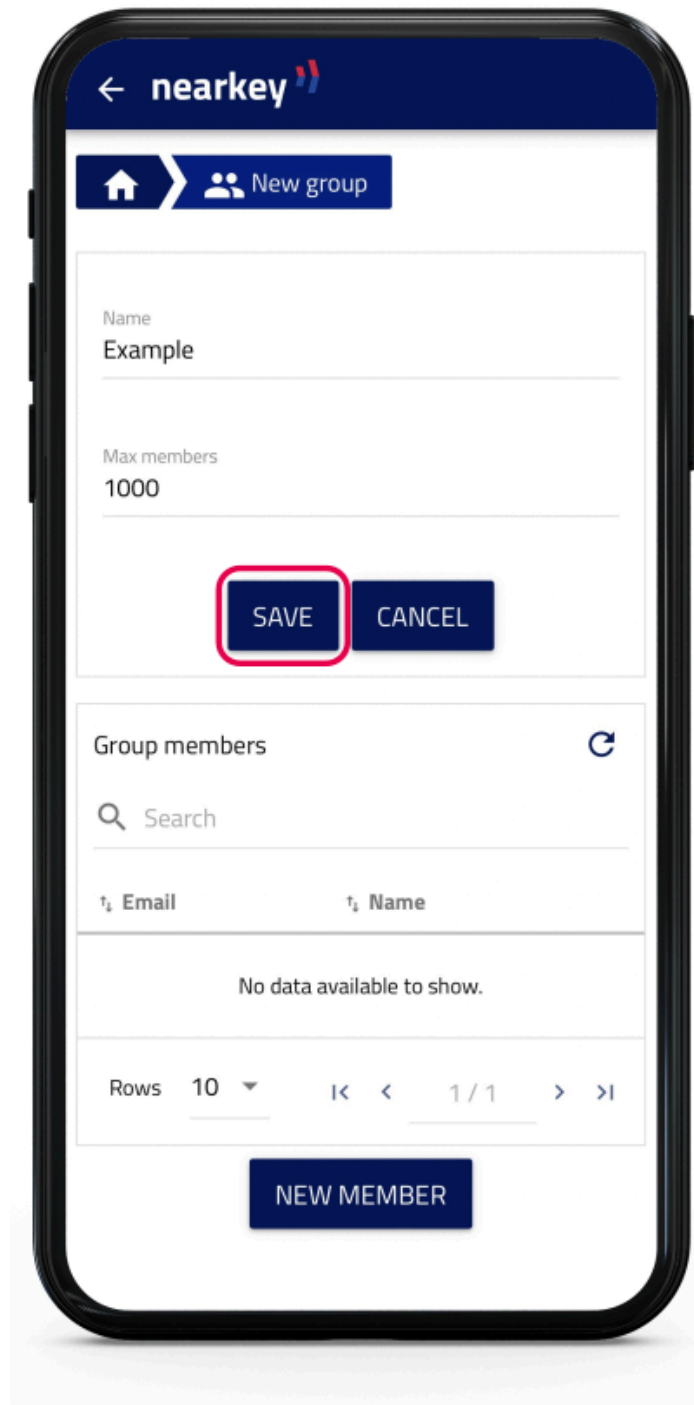 nearkey
New group
Name
Example
Max members
1000
SAVE CANCEL
Group members
Search
Email Name
No data available to show.
Rows 10 1 / 1
NEW MEMBER